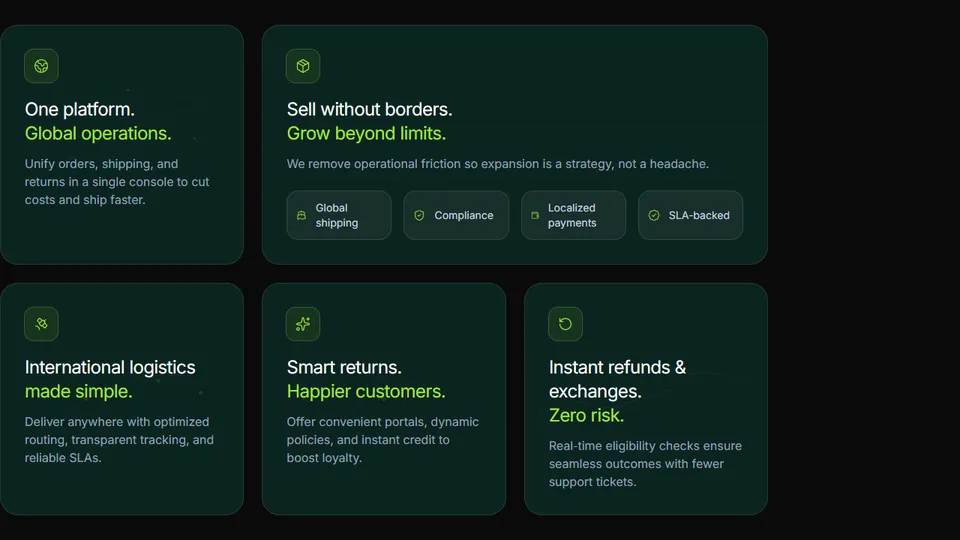 One platform.
Global operations.
Unify orders, shipping, and
returns in a single console to cut
costs and ship faster.
Sell without borders.
Grow beyond limits.
We remove operational friction so expansion is a strategy, not a headache.
Global
shipping
Compliance
Localized
payments
SLA-backed
International logistics
made simple.
Deliver anywhere with optimized
routing, transparent tracking, and
reliable SLAs.
Smart returns.
Happier customers.
Offer convenient portals, dynamic
policies, and instant credit to
boost loyalty.
Instant refunds &
exchanges.
Zero risk.
Real-time eligibility checks ensure
seamless outcomes with fewer
support tickets.